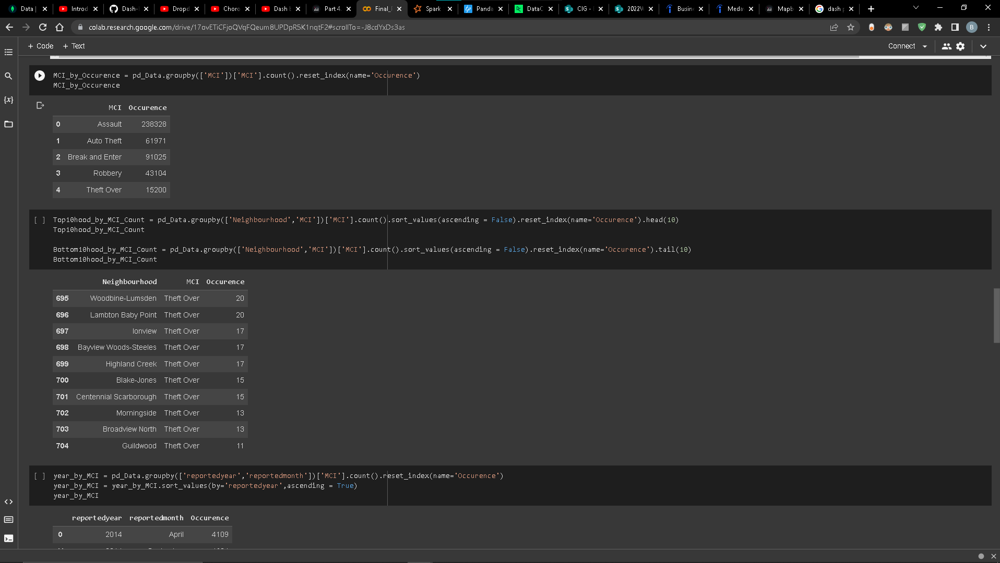 Data |
Introd
Dash-
Dropd
Choro
Dash b
Part 4.
Final_
Spark
Panda
DataC
CIG -
2022W
Busin
Meda
Mapb
dash p
colab.research.google.com/drive/17ovETiCFjoQVqFQeum8UPDpR5K1nqtF2#scrollTo=-J8cdYxDs3as
B
+ Code + Text
Connect
{x}
MCI_by_Occurence = pd_Data.groupby(['MCI'])['MCI'].count().reset_index(name='Occurence')
MCI_by_Occurence
MCI Occurence
0 Assault 238328
1 Auto Theft 61971
2 Break and Enter 91025
3 Robbery 43104
4 Theft Over 15200
[ ] Top10hood_by_MCI_Count = pd_Data.groupby(['Neighbourhood','MCI'])['MCI'].count().sort_values(ascending = False).reset_index(name='Occurence').head(10)
Top10hood_by_MCI_Count
Bottom10hood_by_MCI_Count = pd_Data.groupby(['Neighbourhood','MCI'])['MCI'].count().sort_values(ascending = False).reset_index(name='Occurence').tail(10)
Bottom10hood_by_MCI_Count
Neighbourhood MCI Occurence
695 Woodbine-Lumsden Theft Over 20
696 Lambton Baby Point Theft Over 20
697 Ionview Theft Over 17
698 Bayview Woods-Steeles Theft Over 17
699 Highland Creek Theft Over 17
700 Blake-Jones Theft Over 15
701 Centennial Scarborough Theft Over 15
702 Morningside Theft Over 13
703 Broadview North Theft Over 13
704 Guildwood Theft Over 11
[ ] year_by_MCI = pd_Data.groupby(['reportedyear','reportedmonth'])['MCI'].count().reset_index(name='Occurence')
year_by_MCI = year_by_MCI.sort_values(by='reportedyear',ascending = True)
year_by_MCI
reportedyear reportedmonth Occurence
0 2014 April 4109